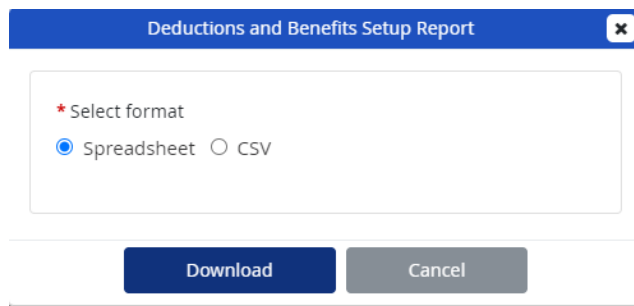 Deductions and Benefits Setup Report
* Select format
Spreadsheet CSV
Download Cancel